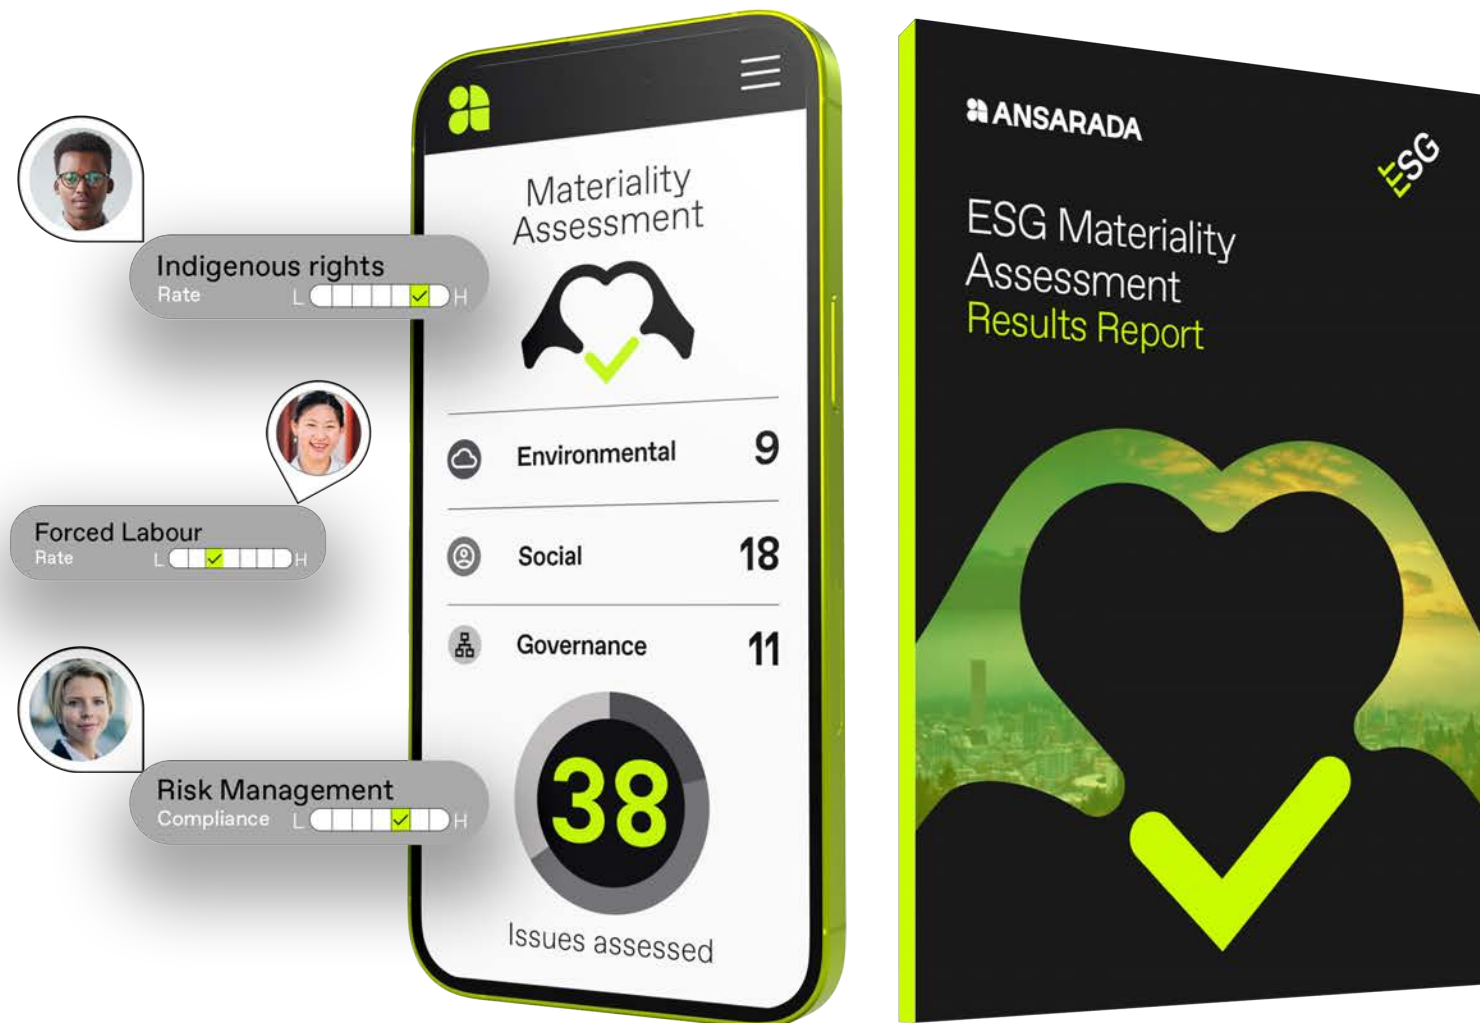 Indigenous rights
Rate L H
Forced Labour
Rate L H
Risk Management
Compliance L H
Materiality
Assessment
Environmental 9
Social 18
Governance 11
38
Issues assessed
ANSARADA
ESG
ESG Materiality
Assessment
Results Report